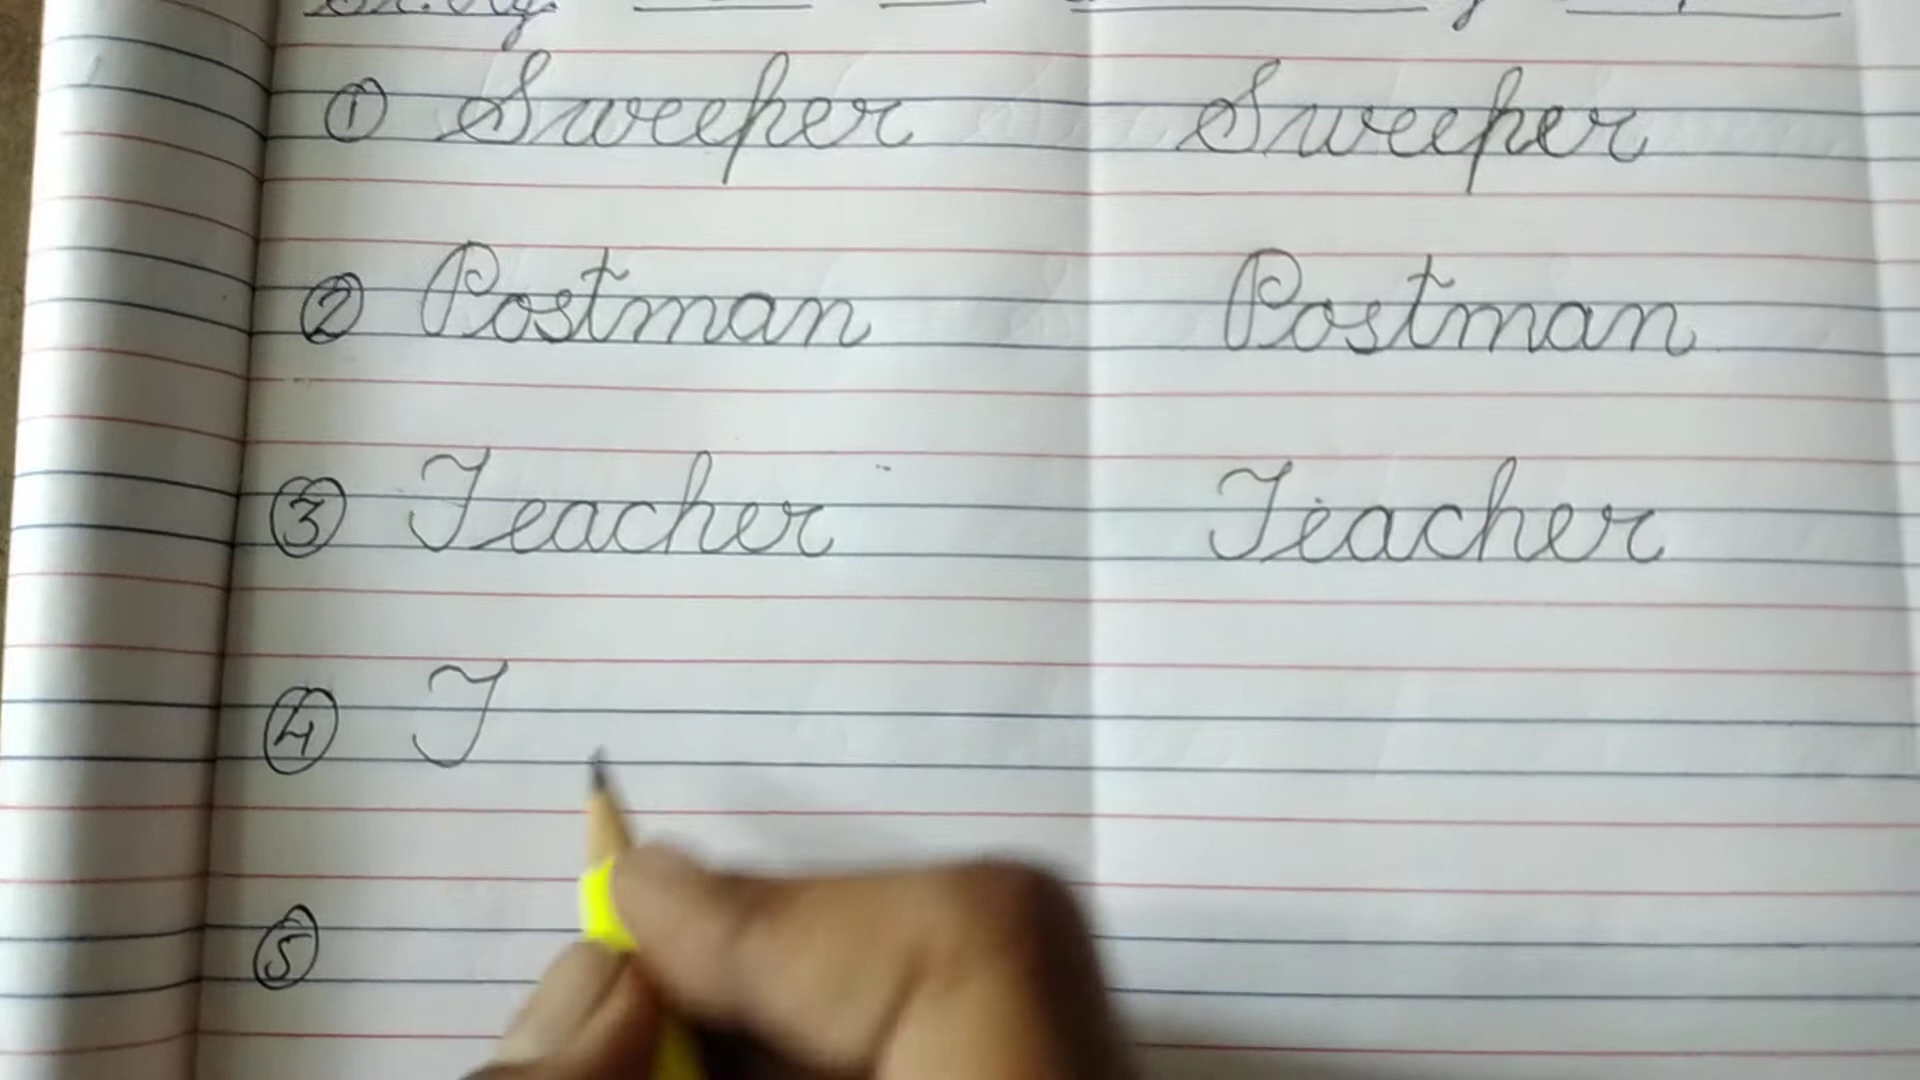 ① Sweeper Sweeper
② Postman Postman
③ Teacher Teacher
④ T
⑤